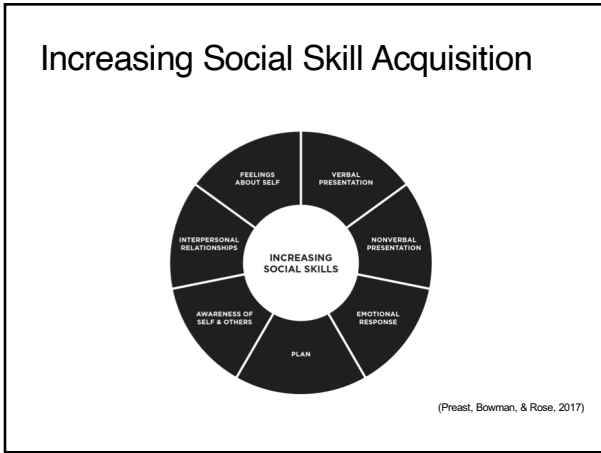 Increasing Social Skill Acquisition
FEELINGS
ABOUT SELF
VERBAL
PRESENTATION
INTERPERSONAL
RELATIONSHIPS
NONVERBAL
PRESENTATION
INCREASING
SOCIAL SKILLS
AWARENESS OF
SELF & OTHERS
EMOTIONAL
RESPONSE
PLAN
(Preast, Bowman, & Rose, 2017)